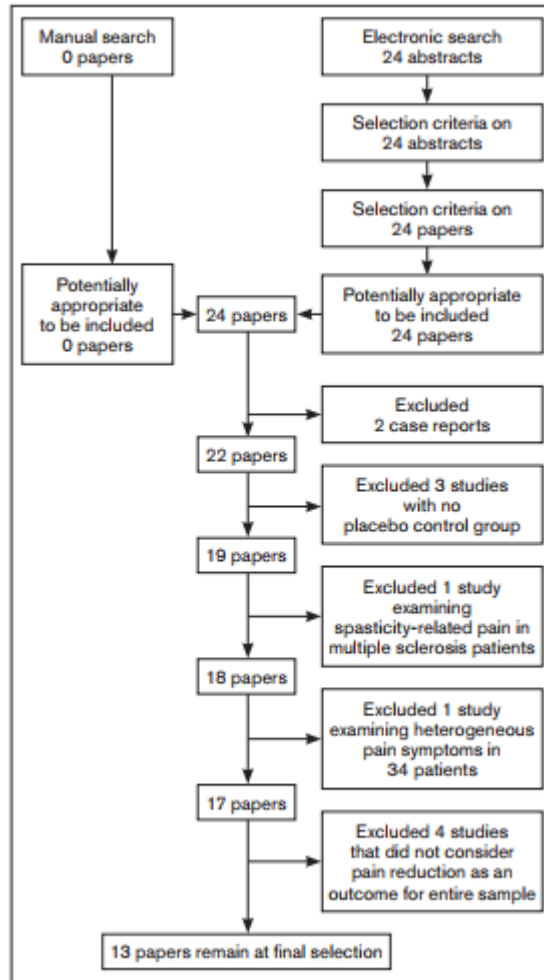 Manual search
0 papers
Electronic search
24 abstracts
Selection criteria on
24 abstracts
Selection criteria on
24 papers
Potentially
appropriate
to be included
0 papers
24 papers
Potentially appropriate
to be included
24 papers
Excluded
2 case reports
22 papers
Excluded 3 studies
with no
placebo control group
19 papers
Excluded 1 study
examining
spasticity-related pain in
multiple sclerosis patients
18 papers
Excluded 1 study
examining heterogeneous
pain symptoms in
34 patients
17 papers
Excluded 4 studies
that did not consider
pain reduction as an
outcome for entire sample
13 papers remain at final selection